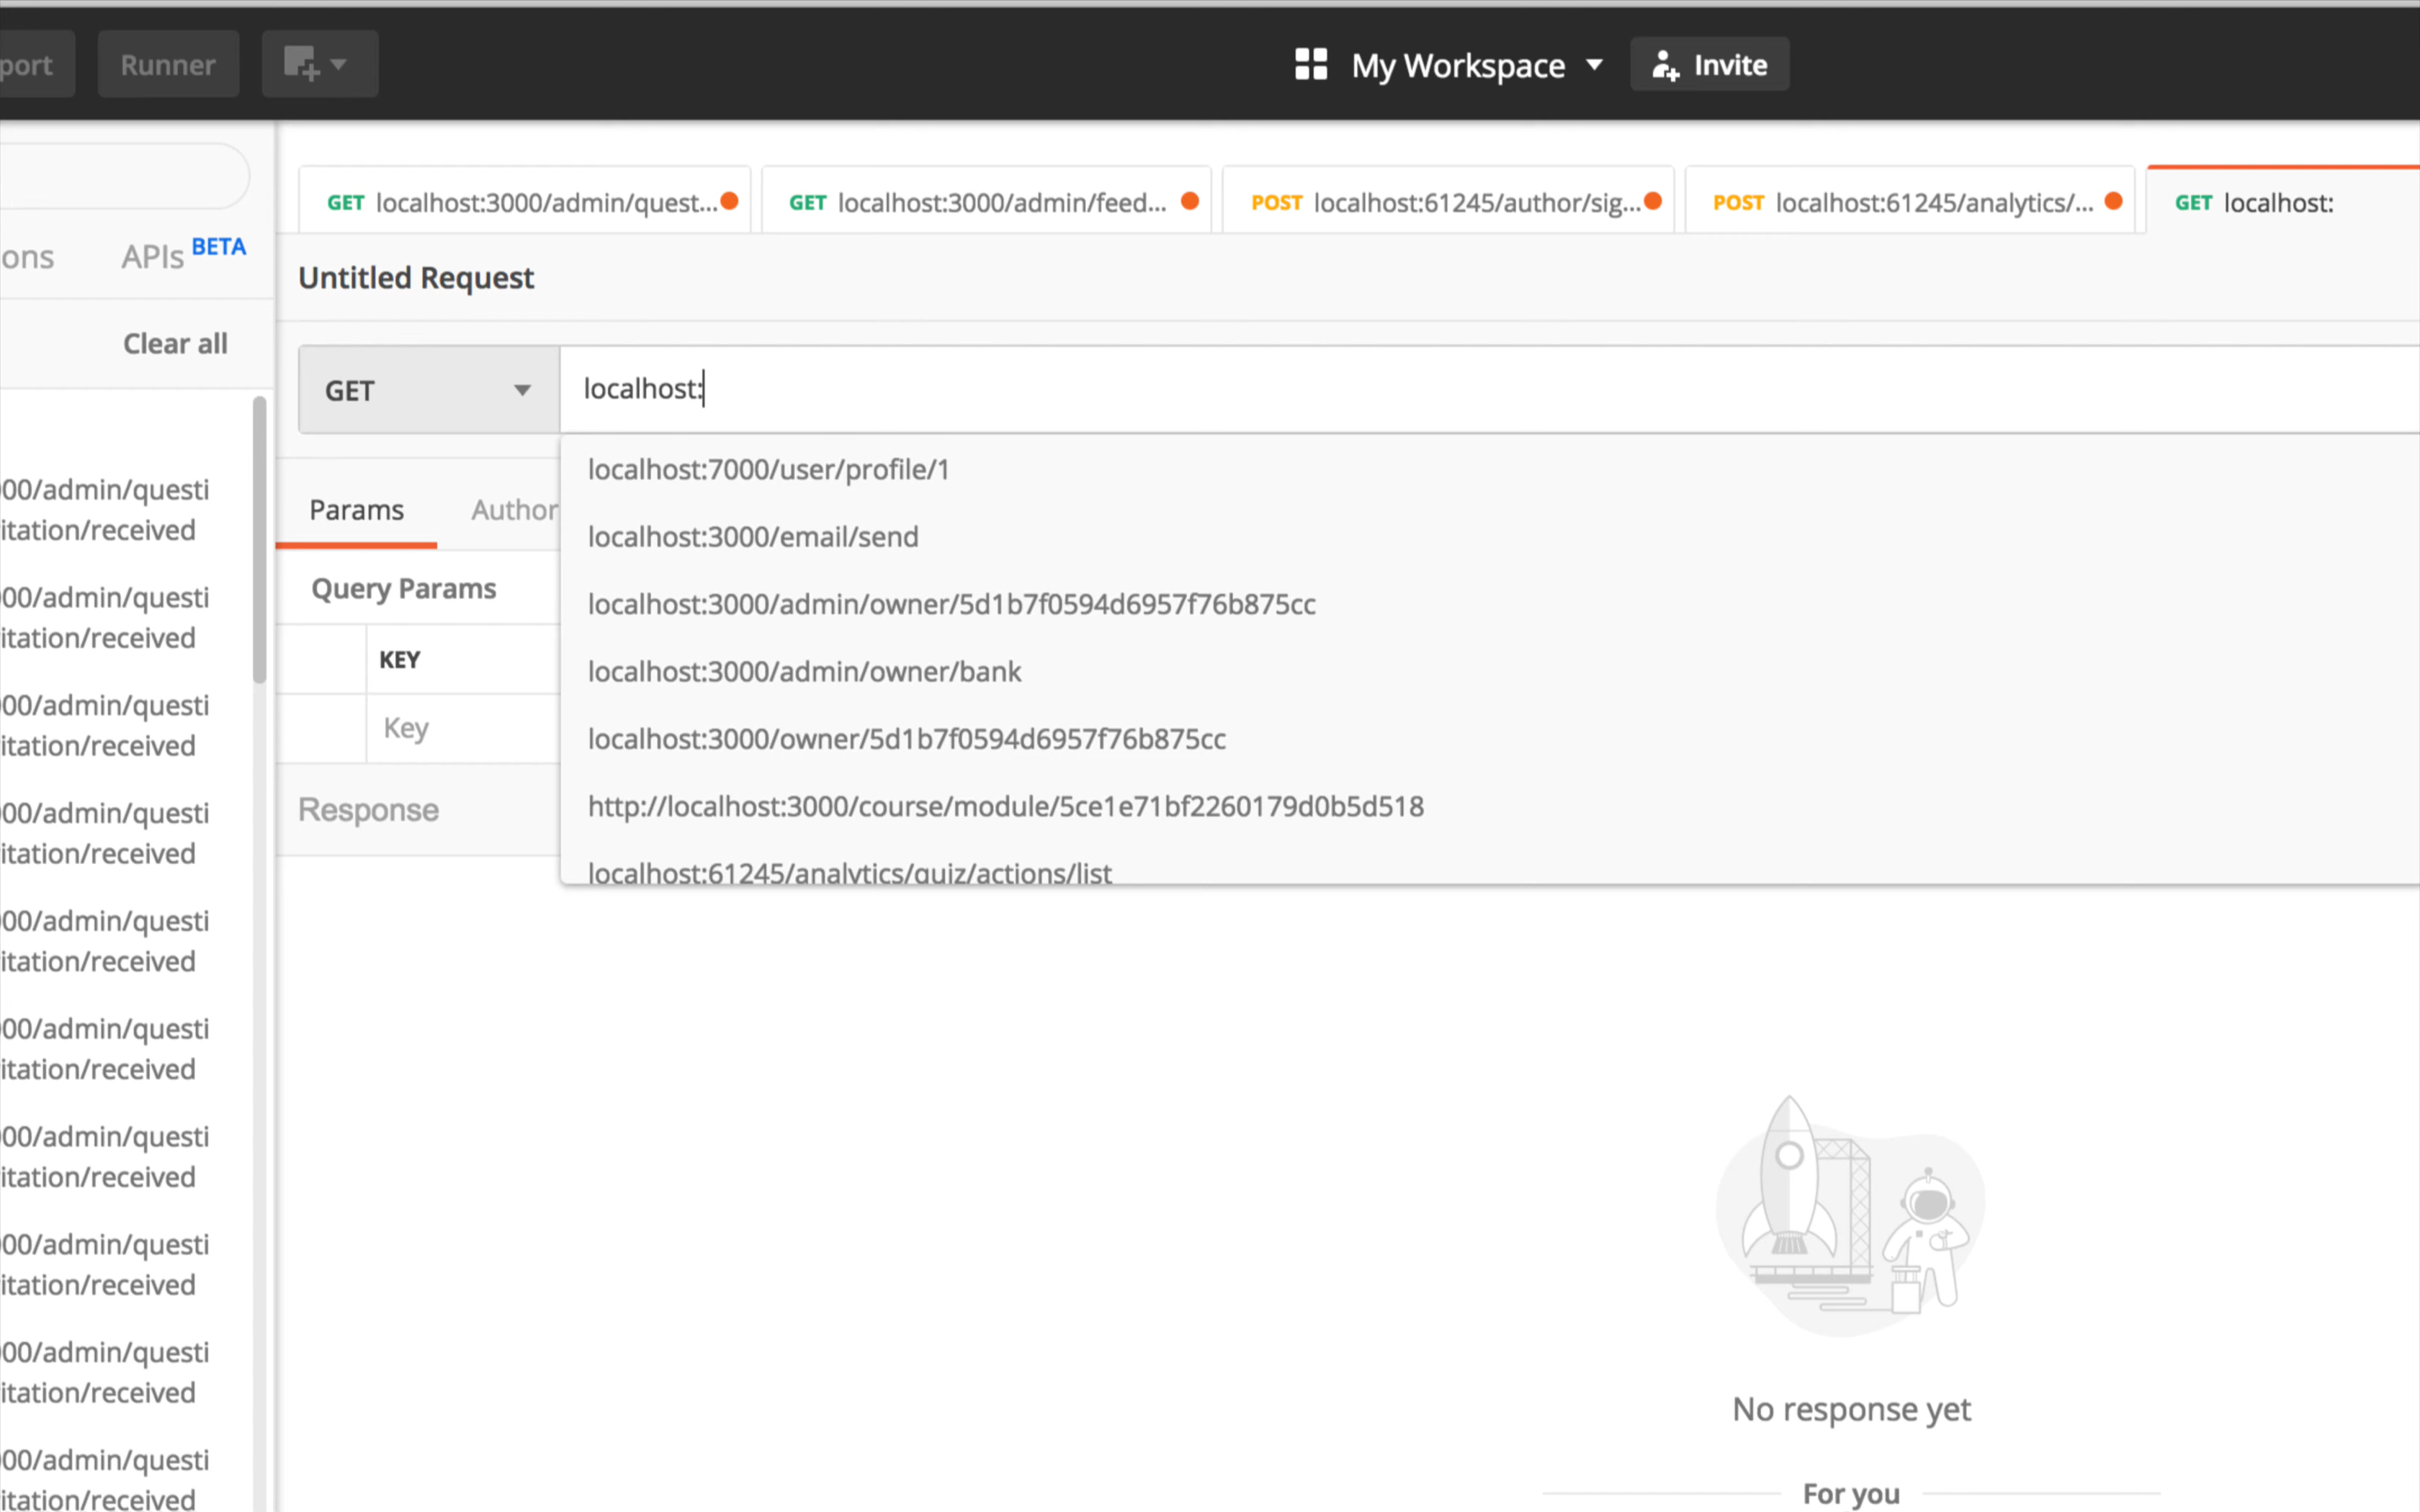 port Runner My Workspace Invite
GET localhost:3000/admin/quest... GET localhost:3000/admin/feed... POST localhost:61245/author/sig... POST localhost:61245/analytics/... GET localhost:
ons APIs BETA
Clear all
00/admin/questi
itation/received
00/admin/questi
itation/received
00/admin/questi
itation/received
00/admin/questi
itation/received
00/admin/questi
itation/received
00/admin/questi
itation/received
00/admin/questi
itation/received
00/admin/questi
itation/received
00/admin/questi
itation/received
00/admin/questi
itation/received
Untitled Request
GET localhost:
localhost:7000/user/profile/1
localhost:3000/email/send
localhost:3000/admin/owner/5d1b7f0594d6957f76b875cc
localhost:3000/admin/owner/bank
localhost:3000/owner/5d1b7f0594d6957f76b875cc
http://localhost:3000/course/module/5ce1e71bf2260179d0b5d518
localhost:61245/analytics/quiz/actions/list
Params Author
Query Params
KEY
Key
Response
No response yet
For you